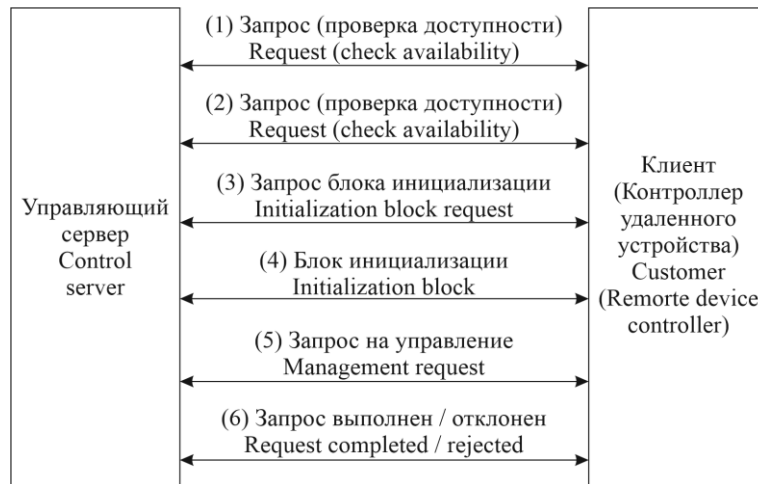 (1) Запрос (проверка доступности)
Request (check availability)
(2) Запрос (проверка доступности)
Request (check availability)
(3) Запрос блока инициализации
Initialization block request
(4) Блок инициализации
Initialization block
(5) Запрос на управление
Management request
(6) Запрос выполнен / отклонен
Request completed / rejected
Управляющий
сервер
Control
server
Клиент
(Контроллер
удаленного
устройства)
Customer
(Remorte device
controller)